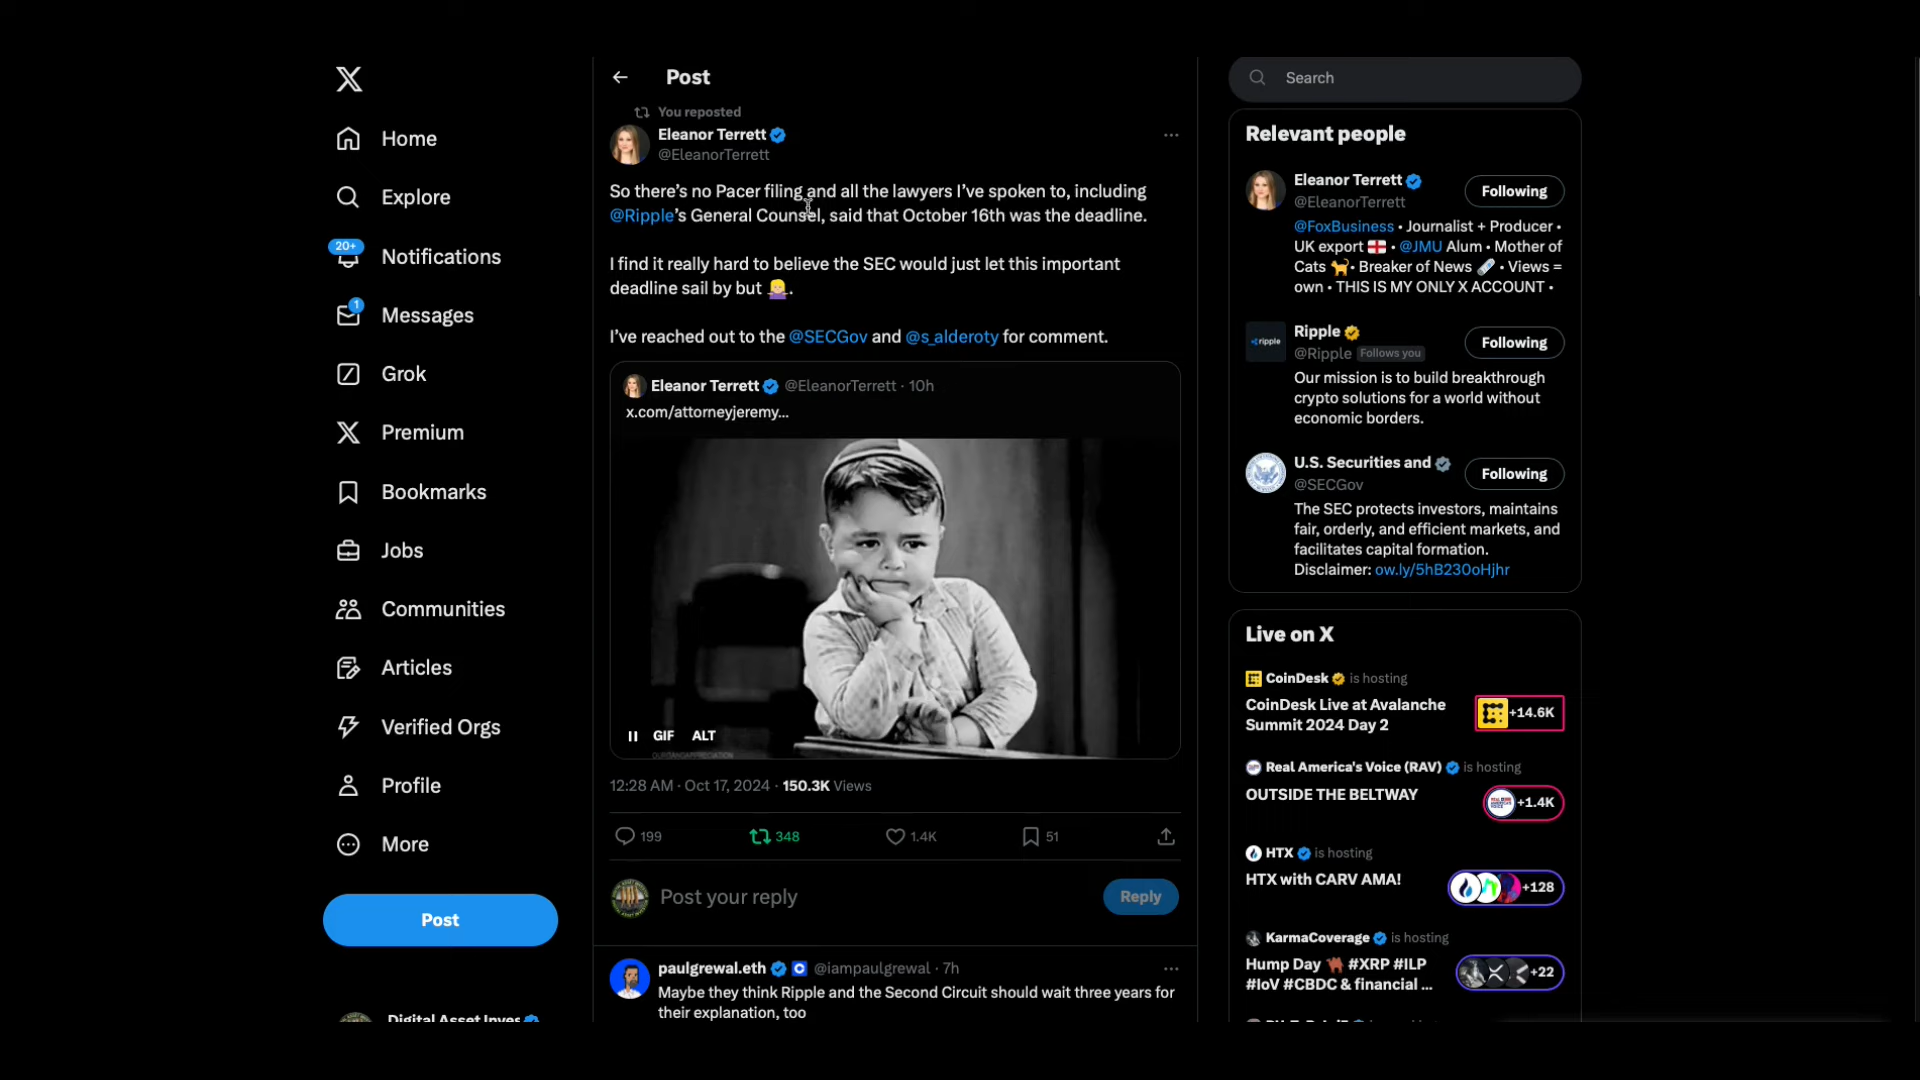 Home
Explore
20+
Notifications
1
Messages
Grok
Premium
Bookmarks
Jobs
Communities
Articles
Verified Orgs
Profile
More
Post
Digital Asset Inves
Post
You reposted
Eleanor Terrett
@EleanorTerrett
So there's no Pacer filing and all the lawyers I've spoken to, including
@Ripple's General Counsel, said that October 16th was the deadline.
I find it really hard to believe the SEC would just let this important
deadline sail by but 🤷🏼‍♀️.
I've reached out to the @SECGov and @s_alderoty for comment.
Eleanor Terrett @EleanorTerrett · 10h
x.com/attorneyjeremy...
GIF ALT
12:28 AM · Oct 17, 2024 · 150.3K Views
199 348 1.4K 51
Post your reply
Reply
paulgrewal.eth @iampaulgrewal · 7h
Maybe they think Ripple and the Second Circuit should wait three years for
their explanation, too
Search
Relevant people
Eleanor Terrett
@EleanorTerrett
Following
@FoxBusiness • Journalist + Producer •
UK export 🏴󠁧󠁢󠁥󠁮󠁧󠁿 • @JMU Alum • Mother of
Cats 🐈 • Breaker of News 🗞️ • Views =
own • THIS IS MY ONLY X ACCOUNT •
ripple
Ripple
@Ripple Follows you
Following
Our mission is to build breakthrough
crypto solutions for a world without
economic borders.
U.S. Securities and
@SECGov
Following
The SEC protects investors, maintains
fair, orderly, and efficient markets, and
facilitates capital formation.
Disclaimer: ow.ly/5hB230oHjhr
Live on X
CoinDesk is hosting
CoinDesk Live at Avalanche
Summit 2024 Day 2
+14.6K
Real America's Voice (RAV) is hosting
OUTSIDE THE BELTWAY
+1.4K
HTX is hosting
HTX with CARV AMA!
+128
KarmaCoverage is hosting
Hump Day 🐪 #XRP #ILP
#IoV #CBDC & financial ...
+22